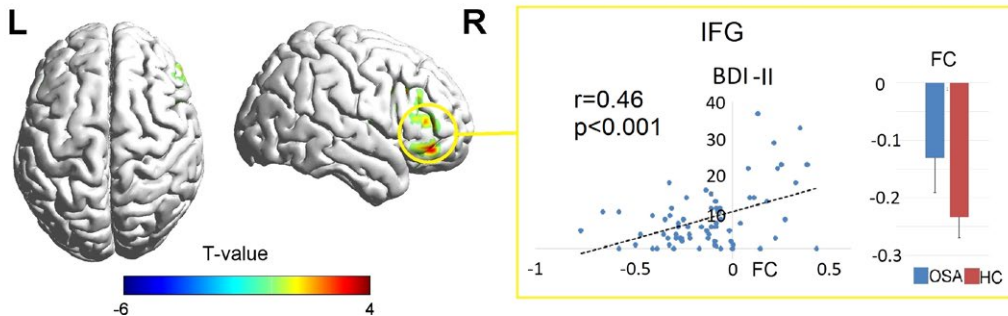 L
R
T-value
-6
4
IFG
BDI-II
r=0.46
p<0.001
40
30
20
10
-1
-0.5
0
0.5
FC
FC
0
-0.1
-0.2
-0.3
OSA
HC